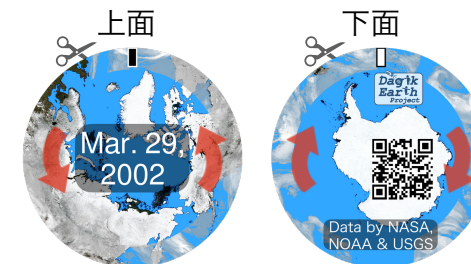 上面
下面
Mar. 29,
2002
Dagik
Earth
Project
Data by NASA,
NOAA & USGS